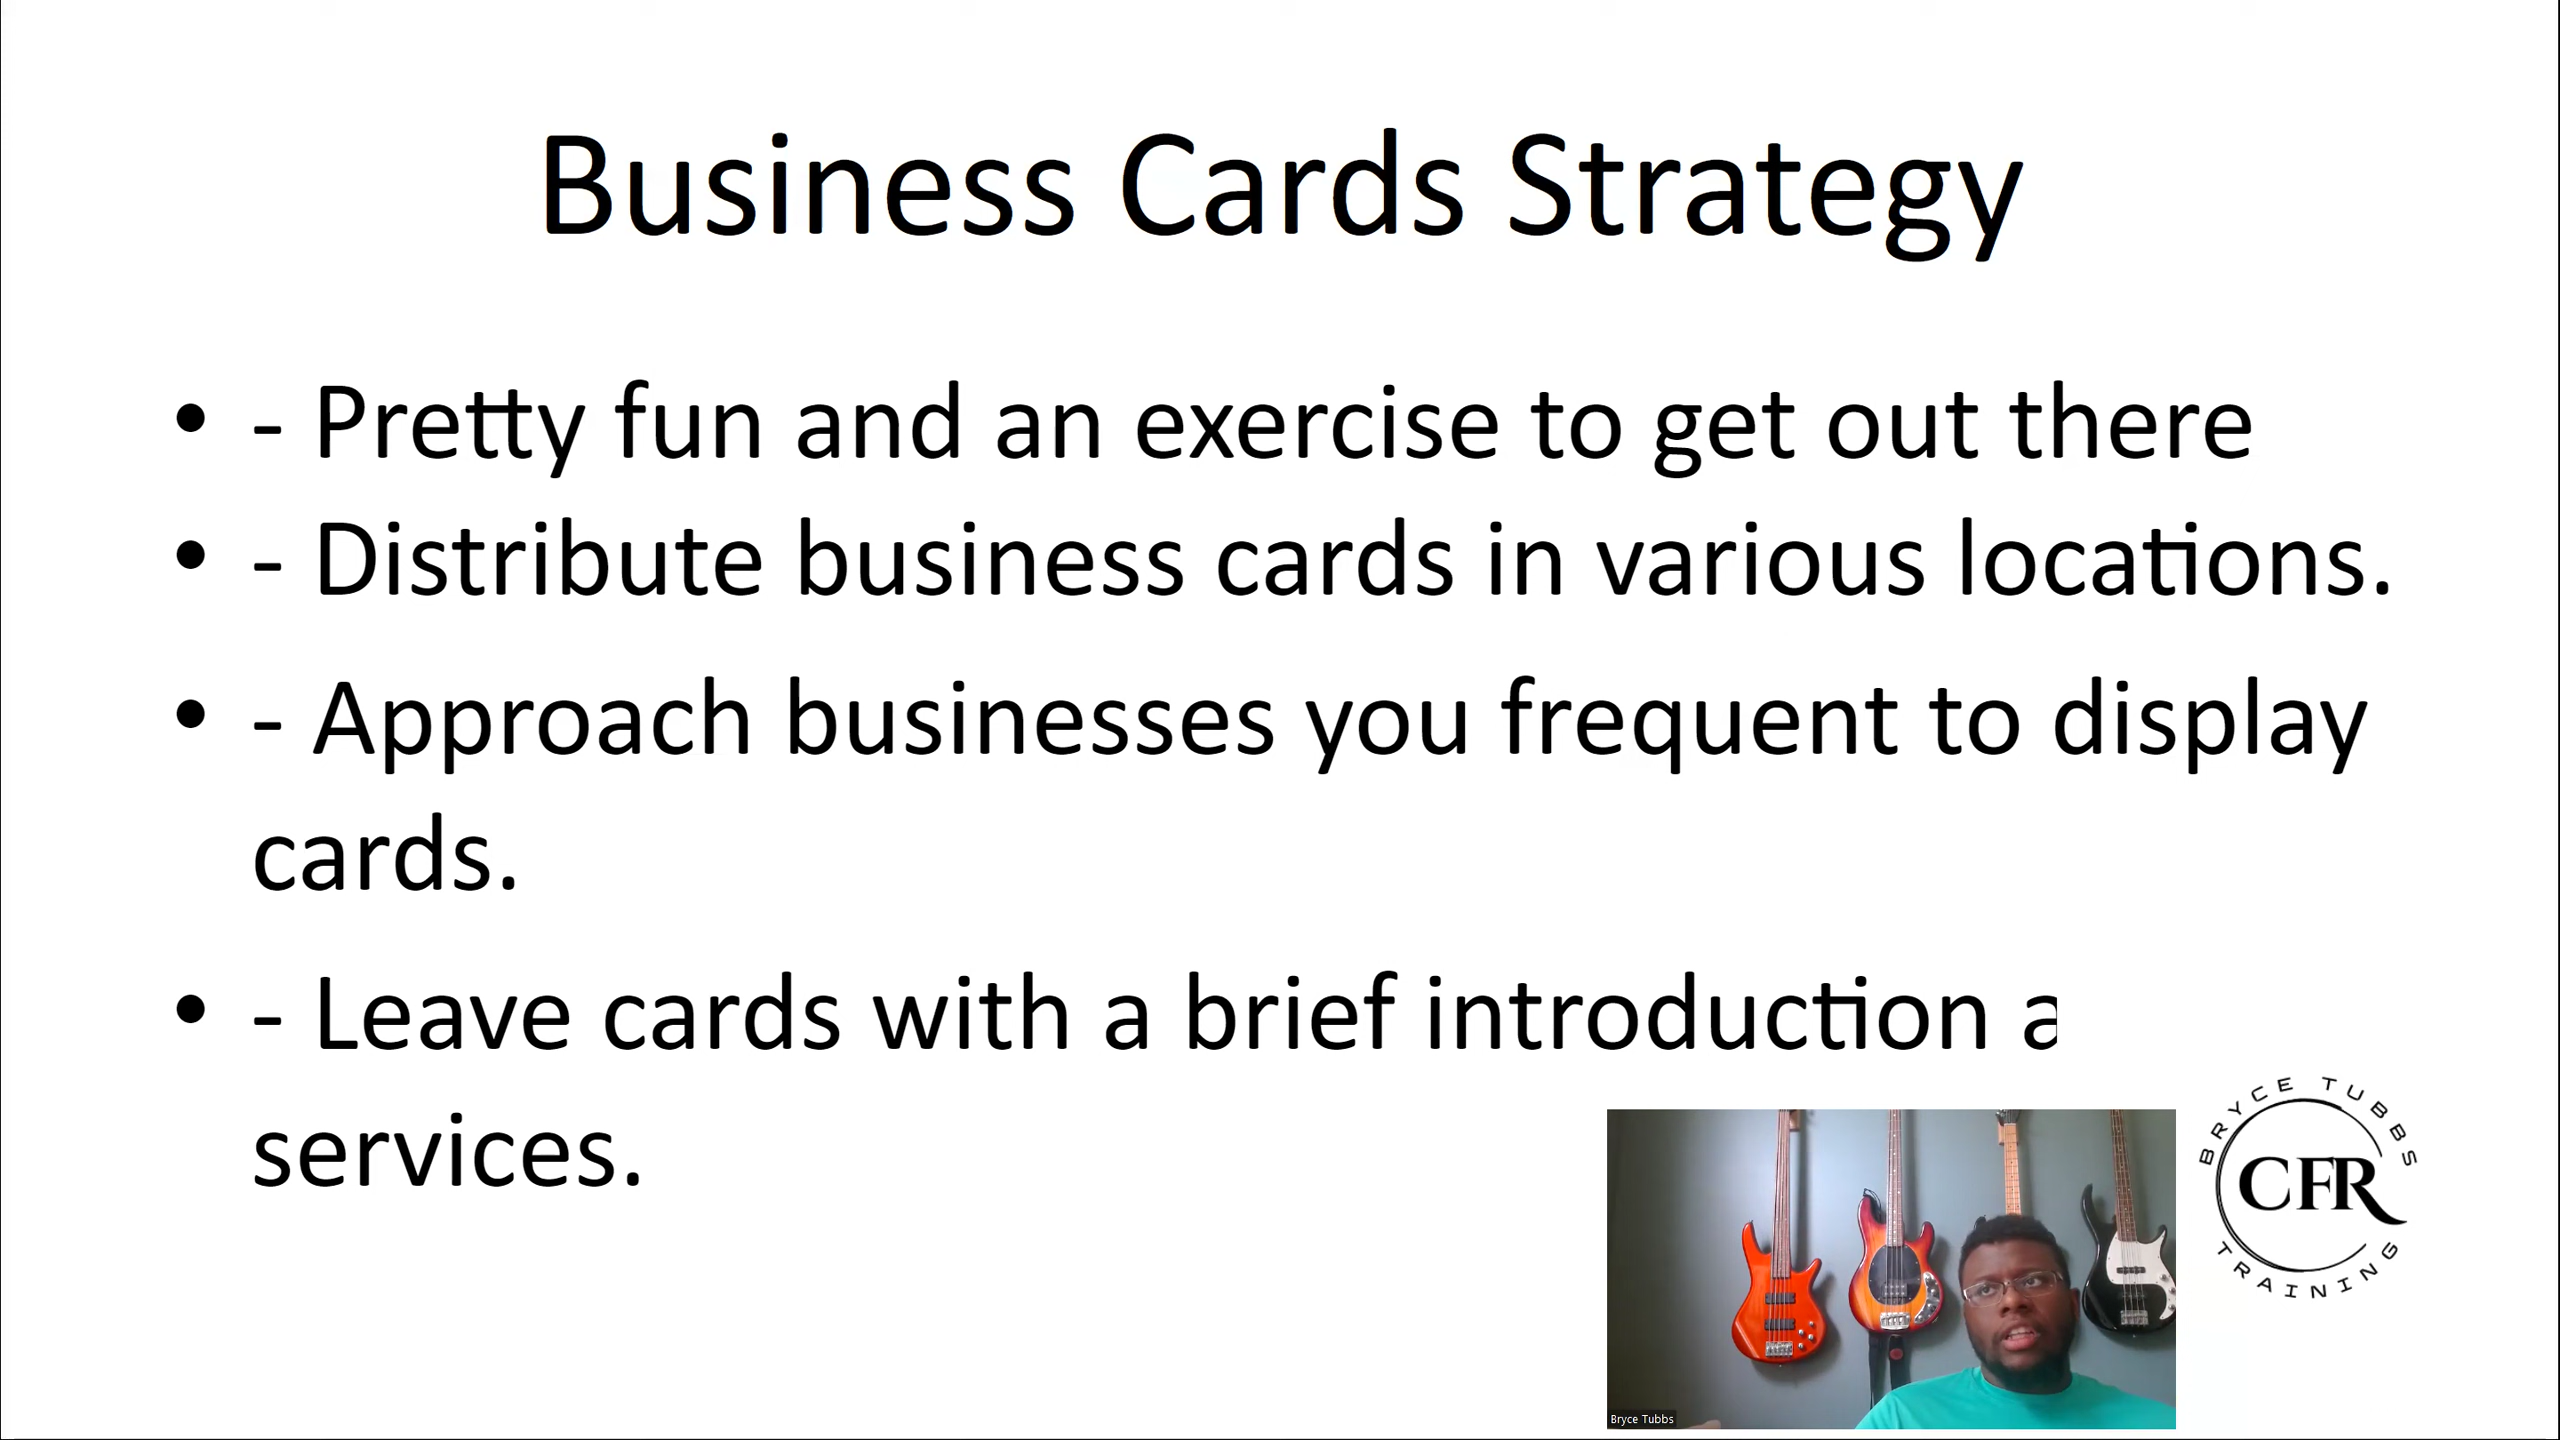 Business Cards Strategy
• - Pretty fun and an exercise to get out there
• - Distribute business cards in various locations.
• - Approach businesses you frequent to display
cards.
• - Leave cards with a brief introduction a
services.
BRYCE TUBBS
CFR
TRAINING
Bryce Tubbs